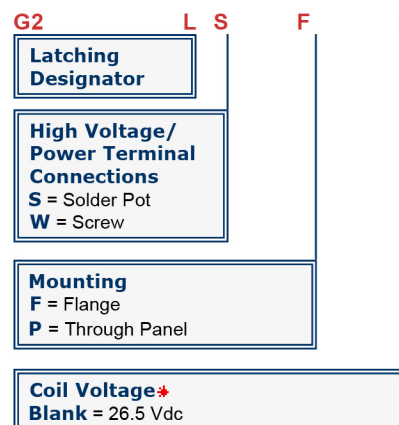 G2 L S F
Latching
Designator
High Voltage/
Power Terminal
Connections
S = Solder Pot
W = Screw
Mounting
F = Flange
P = Through Panel
Coil Voltage*
Blank = 26.5 Vdc